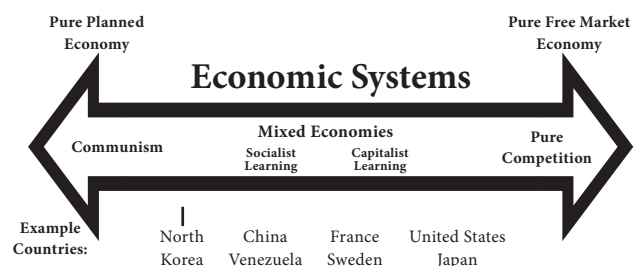 Pure Planned
Economy
Pure Free Market
Economy
Economic Systems
Communism
Mixed Economies
Socialist
Learning
Capitalist
Learning
Pure
Competition
Example
Countries:
North
Korea
China
Venezuela
France
Sweden
United States
Japan